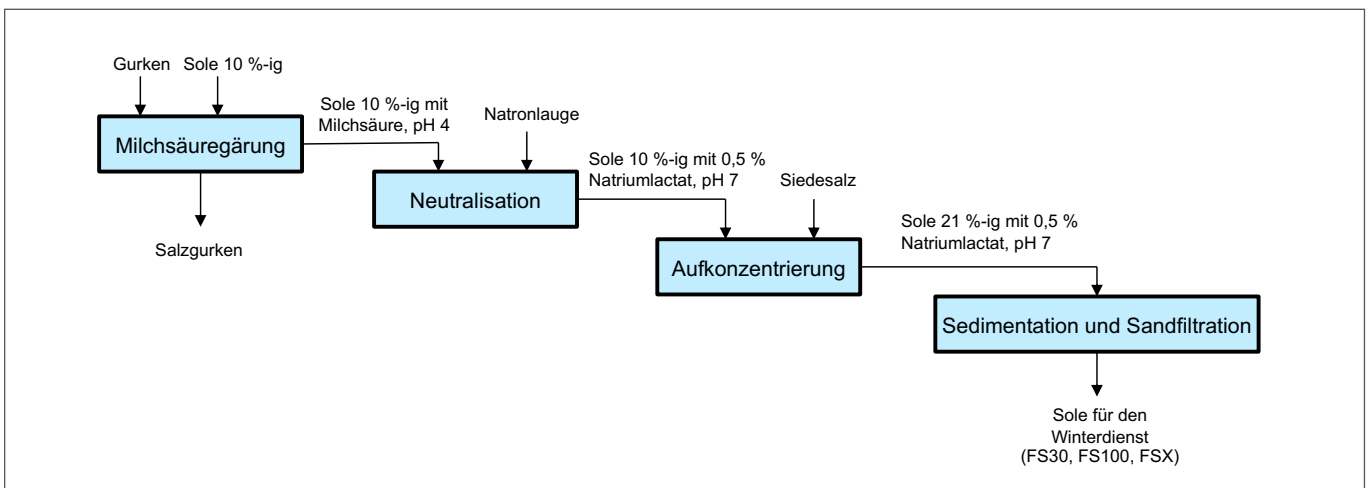 Gurken
Sole 10 %-ig
Milchsäuregärung
Salzgurken
Sole 10 %-ig mit
Milchsäure, pH 4
Natronlauge
Neutralisation
Sole 10 %-ig mit 0,5 %
Natriumlactat, pH 7
Siedesalz
Aufkonzentrierung
Sole 21 %-ig mit 0,5 %
Natriumlactat, pH 7
Sedimentation und Sandfiltration
Sole für den
Winterdienst
(FS30, FS100, FSX)